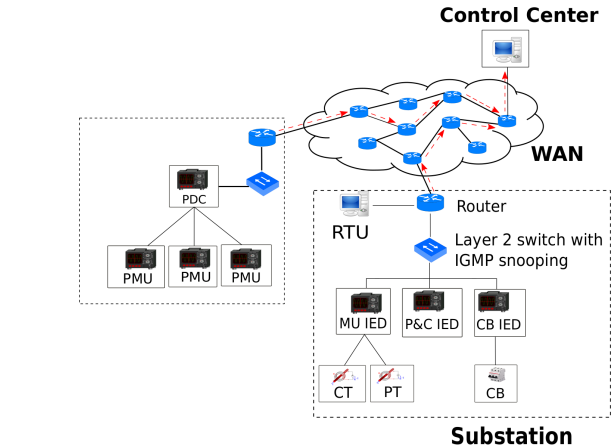 Control Center
WAN
PDC
PMU
PMU
PMU
RTU
Router
Layer 2 switch with
IGMP snooping
MU IED
P&C IED
CB IED
CT
PT
CB
Substation